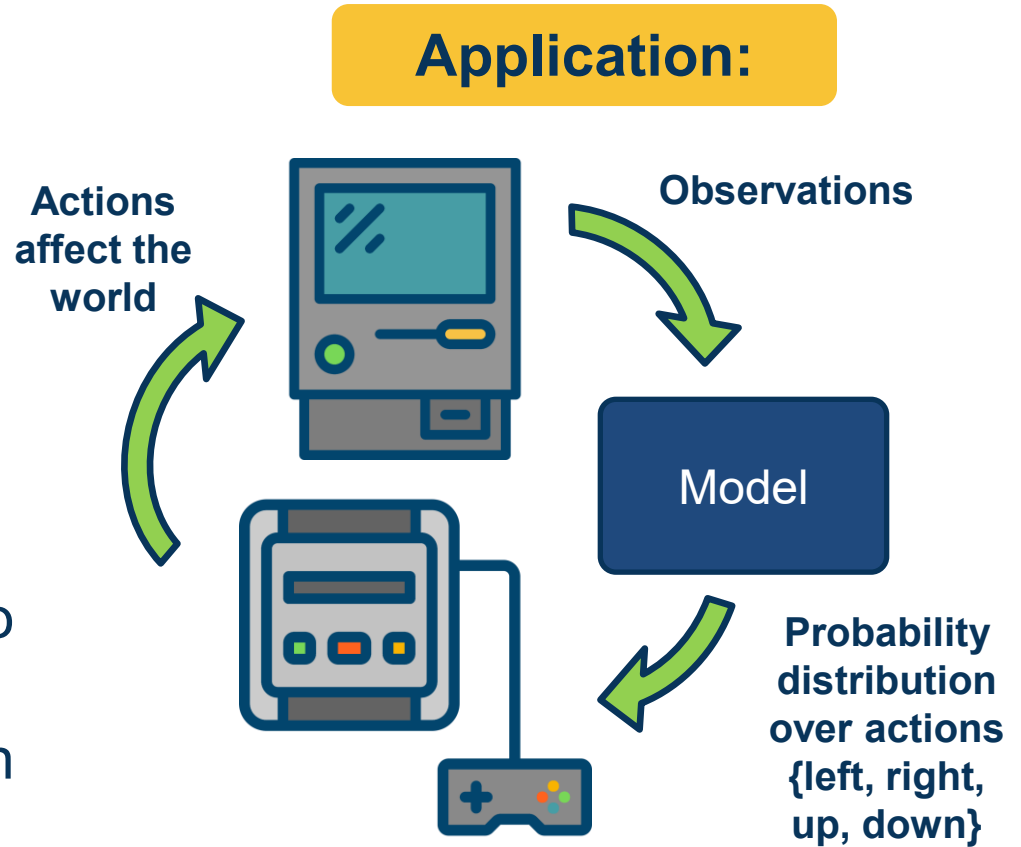 Application:
Actions
affect the
world
Observations
Model
Probability
distribution
over actions
{left, right,
up, down}